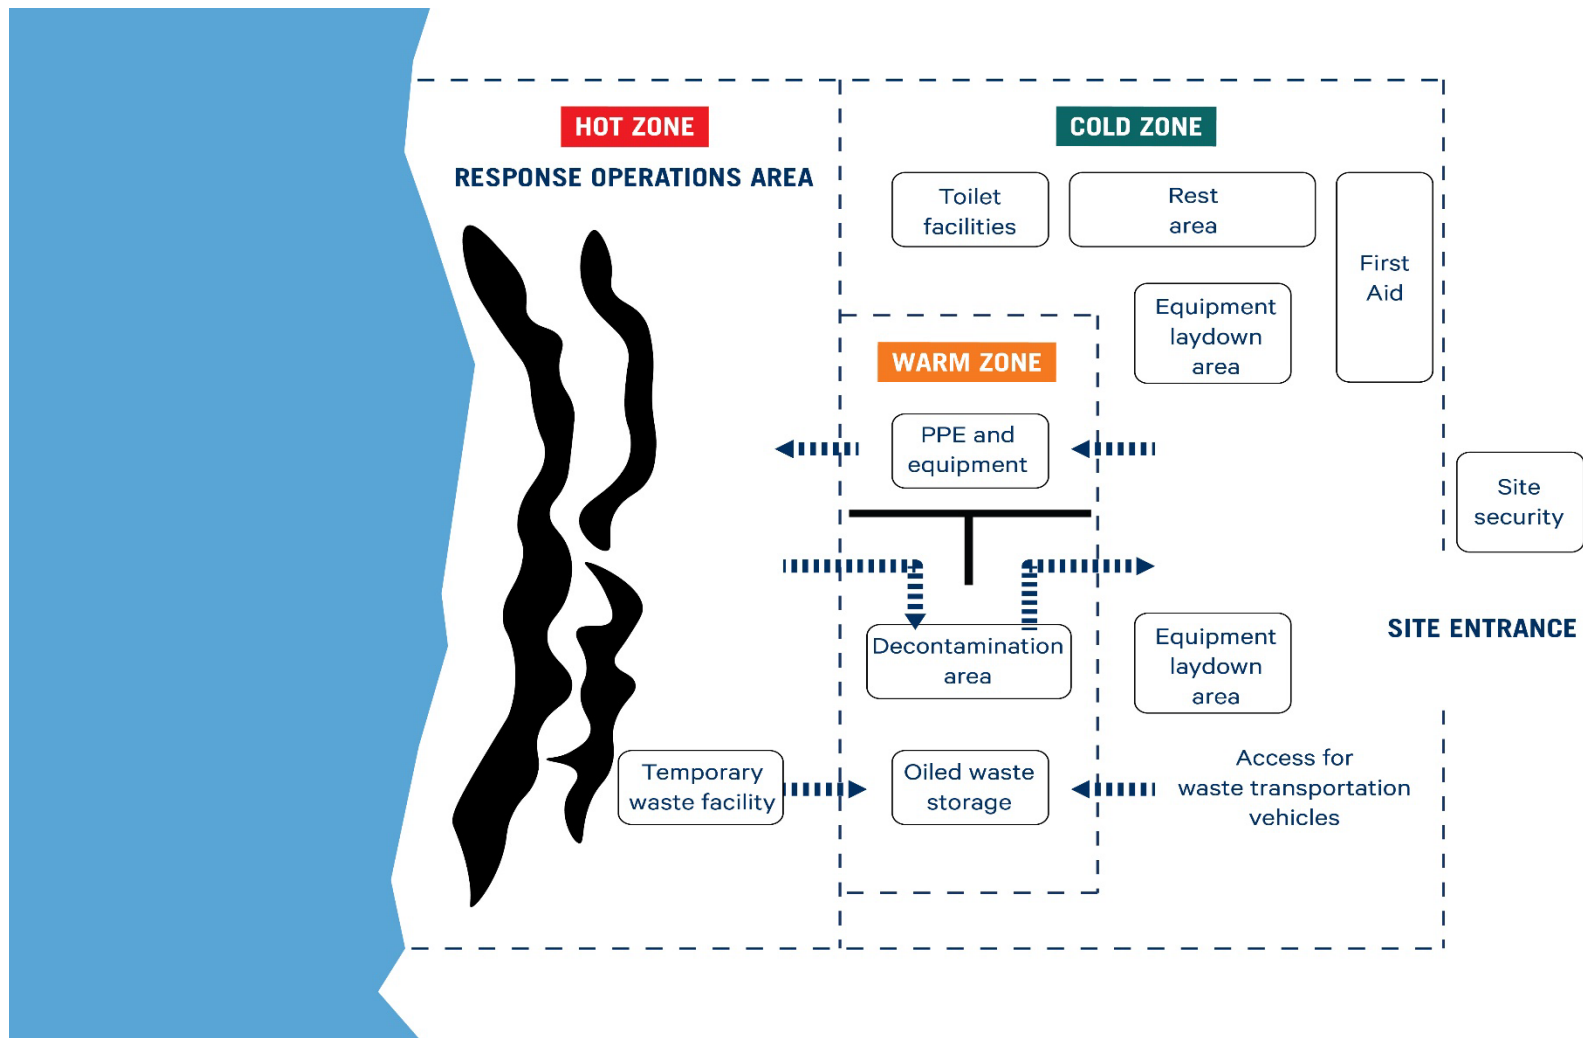 HOT ZONE
RESPONSE OPERATIONS AREA
COLD ZONE
Toilet
facilities
Rest
area
First
Aid
Equipment
laydown
area
WARM ZONE
PPE and
equipment
Site
security
Decontamination
area
Equipment
laydown
area
SITE ENTRANCE
Temporary
waste facility
Oiled waste
storage
Access for
waste transportation
vehicles